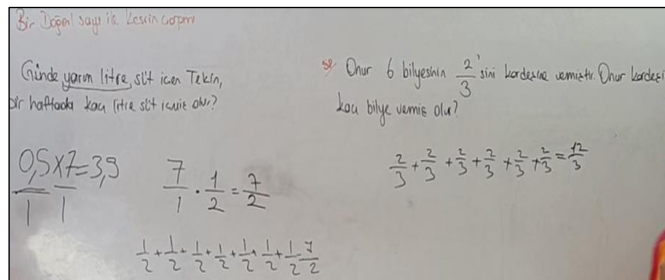 Bir Doğal sayı ile Kesrin Çarpımı
Günde yarım litre süt içen Tekin,
bir haftada kaç litre süt içmiş olur?
0,5x7=3,5
1 1
7/1 . 1/2 = 7/2
1/2 + 1/2 + 1/2 + 1/2 + 1/2 + 1/2 + 1/2 7/2
Onur 6 bilyesinin 2/3'sini kardeşine vermiştir. Onur kardeşi
kaç bilye vermiş olur?
2/3 + 2/3 + 2/3 + 2/3 + 2/3 + 2/3 = 12/3